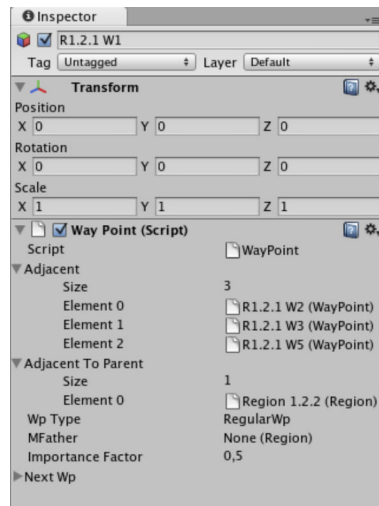 Inspector
R1.2.1 W1
Tag Untagged Layer Default
Transform
Position
X 0 Y 0 Z 0
Rotation
X 0 Y 0 Z 0
Scale
X 1 Y 1 Z 1
Way Point (Script)
Script WayPoint
Adjacent
Size 3
Element 0 R1.2.1 W2 (WayPoint)
Element 1 R1.2.1 W3 (WayPoint)
Element 2 R1.2.1 W5 (WayPoint)
Adjacent To Parent
Size 1
Element 0 Region 1.2.2 (Region)
Wp Type RegularWp
MFather None (Region)
Importance Factor 0,5
Next Wp